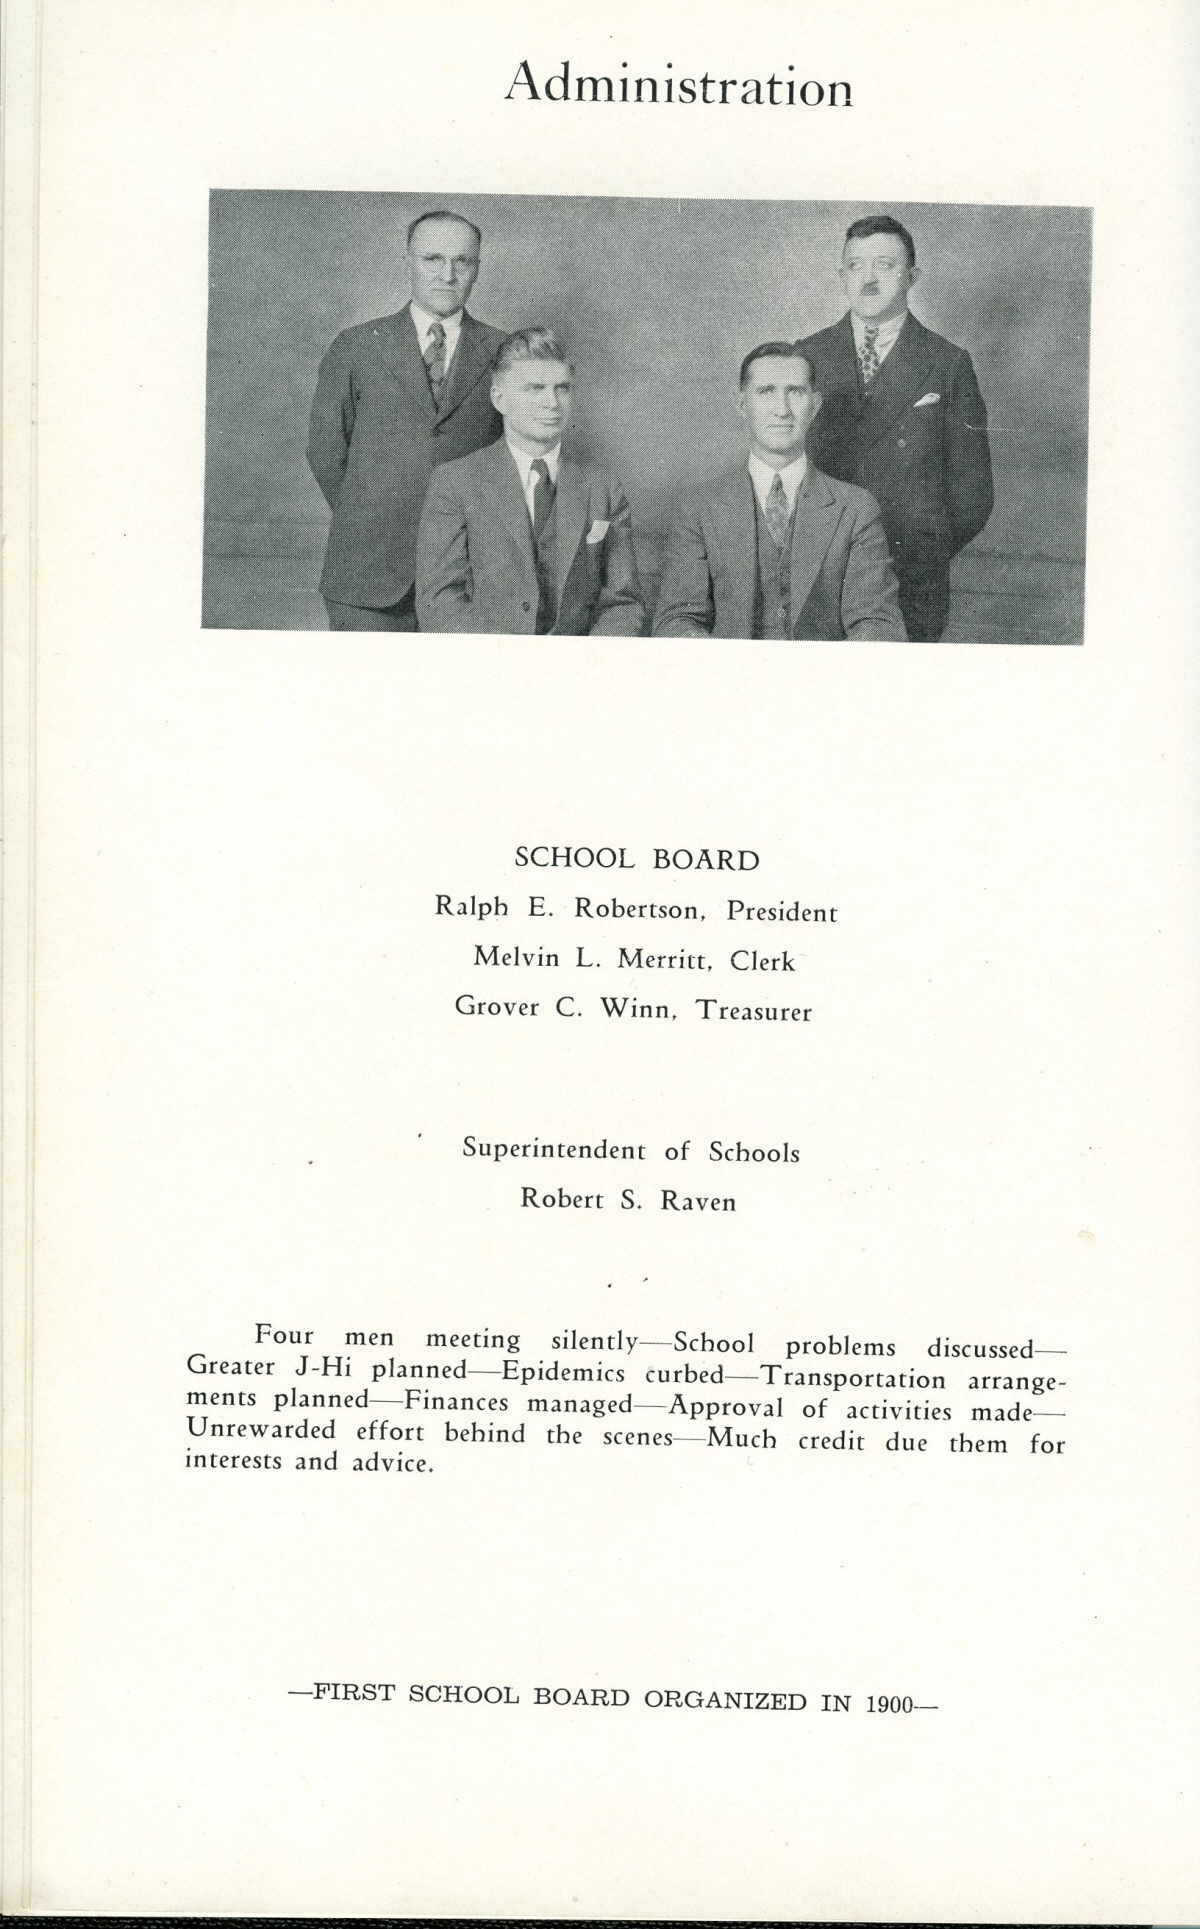 Administration
SCHOOL BOARD
Ralph E. Robertson, President
Melvin L. Merritt, Clerk
Grover C. Winn, Treasurer
Superintendent of Schools
Robert S. Raven
Four men meeting silently—School problems discussed—
Greater J-Hi planned—Epidemics curbed—Transportation arrange-
ments planned—Finances managed—Approval of activities made—
Unrewarded effort behind the scenes—Much credit due them for
interests and advice.
—FIRST SCHOOL BOARD ORGANIZED IN 1900—